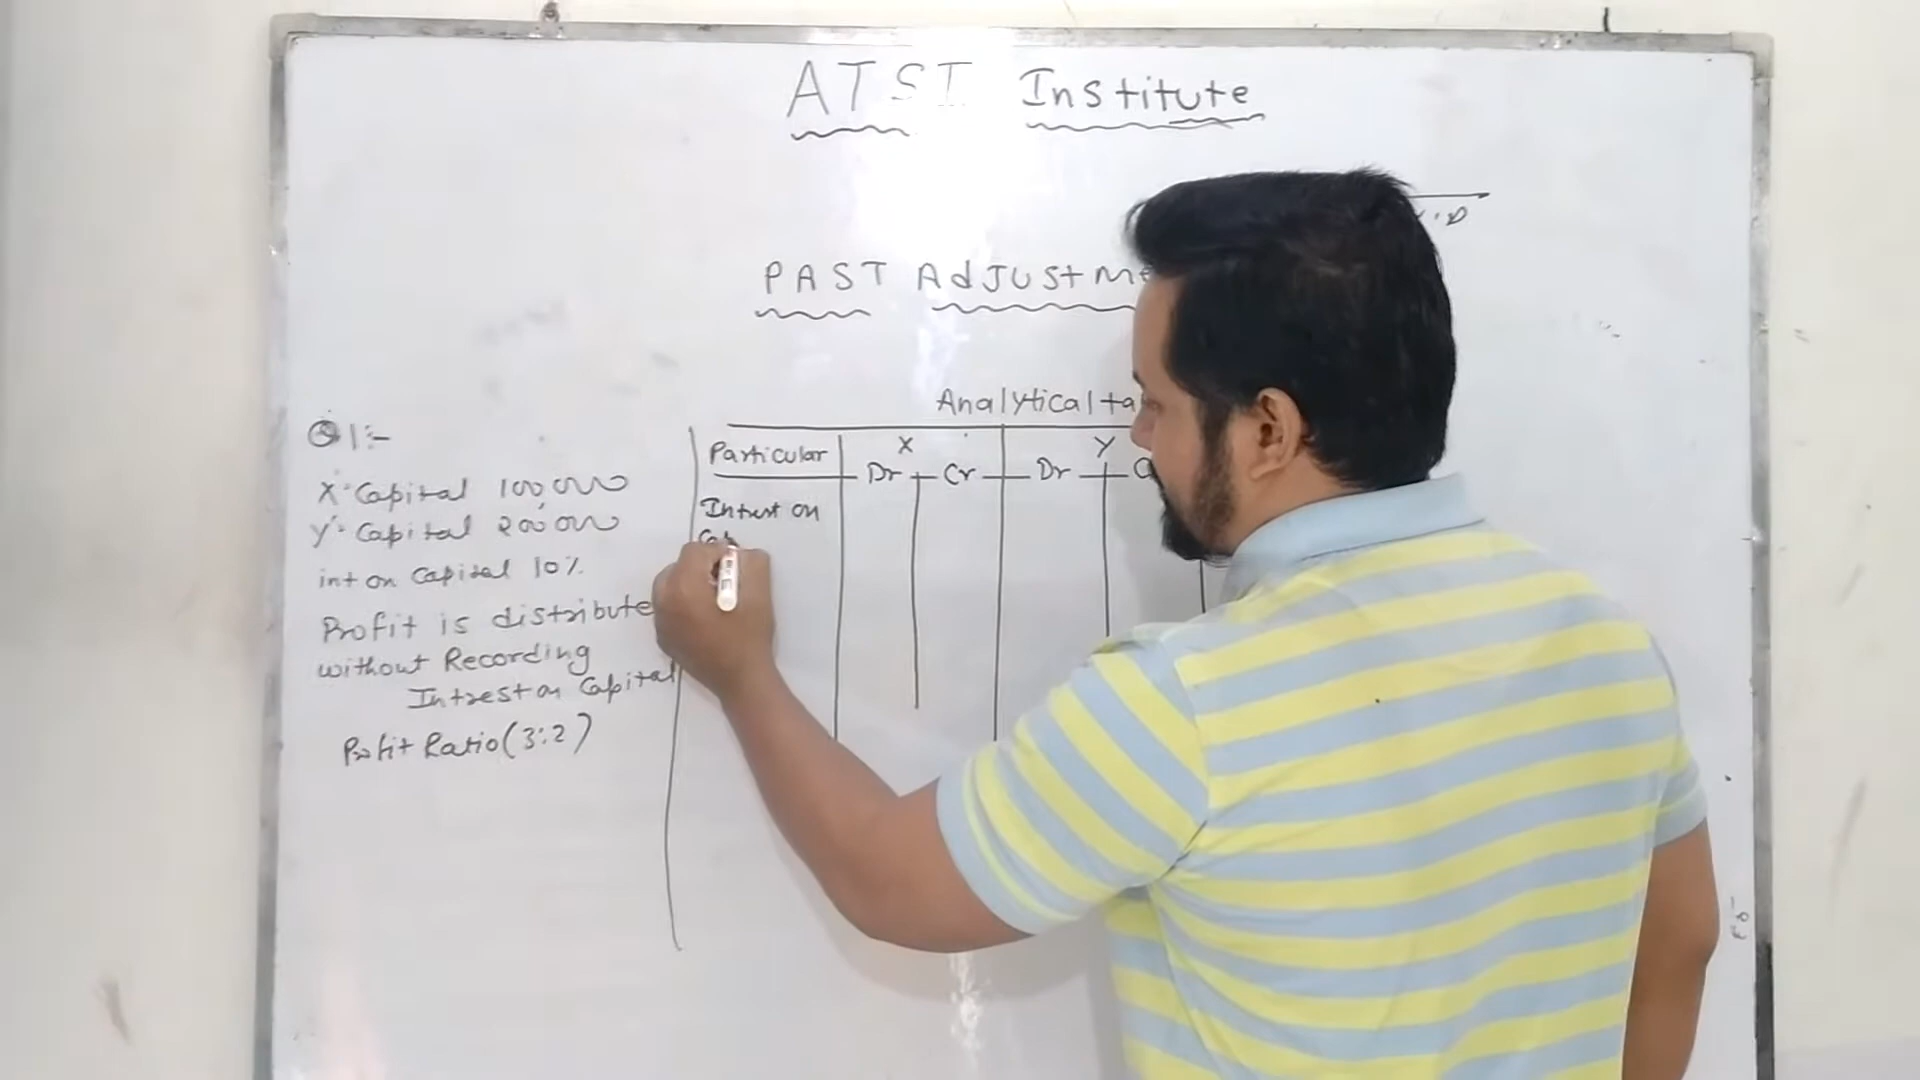 ATST Institute
PAST AdJUStme
Analytical ta
Q1:-
X Capital 100,000
Y Capital 200,000
int on Capital 10%
Profit is distribute
without Recording
Intrest on Capital
Profit Ratio (3:2)
Particular X Y
Dr Cr Dr
Intrest on